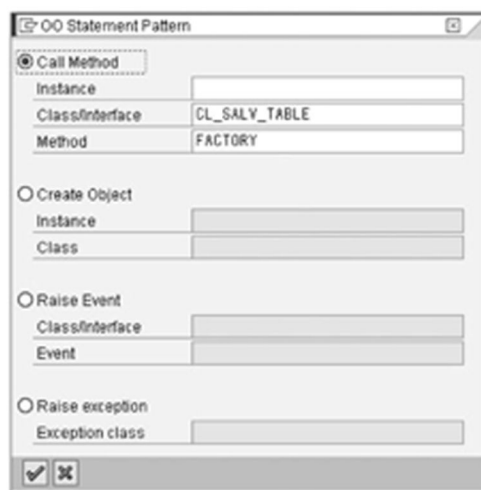 OO Statement Pattern
Call Method
Instance
Class/Interface CL_SALV_TABLE
Method FACTORY
Create Object
Instance
Class
Raise Event
Class/Interface
Event
Raise exception
Exception class